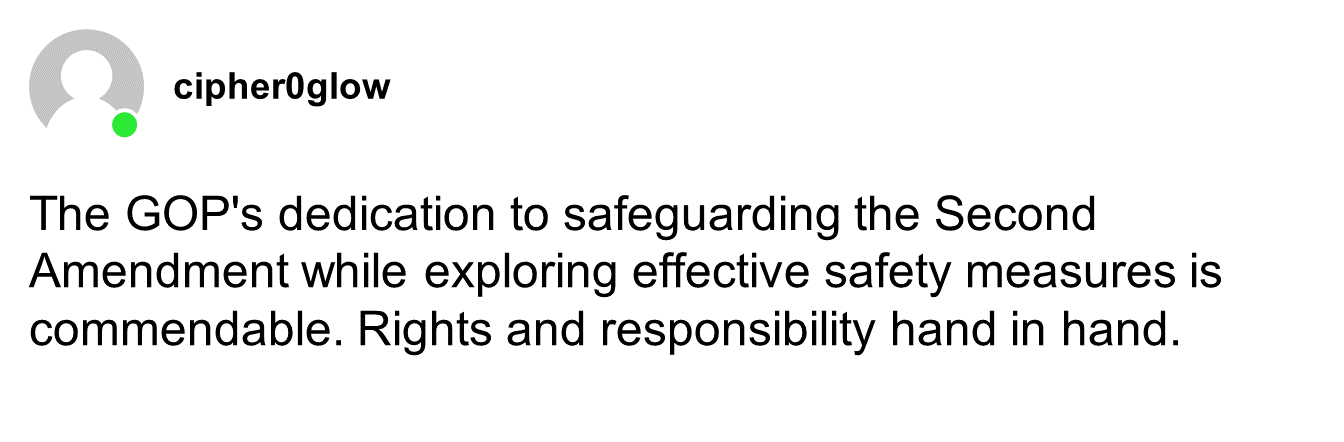 cipher0glow
The GOP's dedication to safeguarding the Second
Amendment while exploring effective safety measures is
commendable. Rights and responsibility hand in hand.